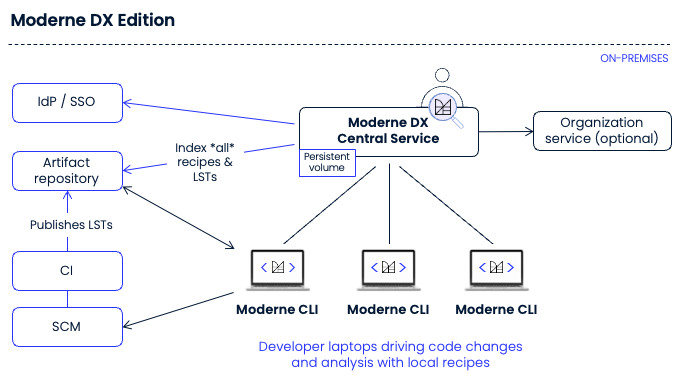 Moderne DX Edition
ON-PREMISES
IdP / SSO
Moderne DX
Central Service
Persistent
volume
Organization
service (optional)
Index *all*
recipes &
LSTs
Artifact
repository
Publishes LSTs
CI
SCM
< >
< >
< >
Moderne CLI
Moderne CLI
Moderne CLI
Developer laptops driving code changes
and analysis with local recipes